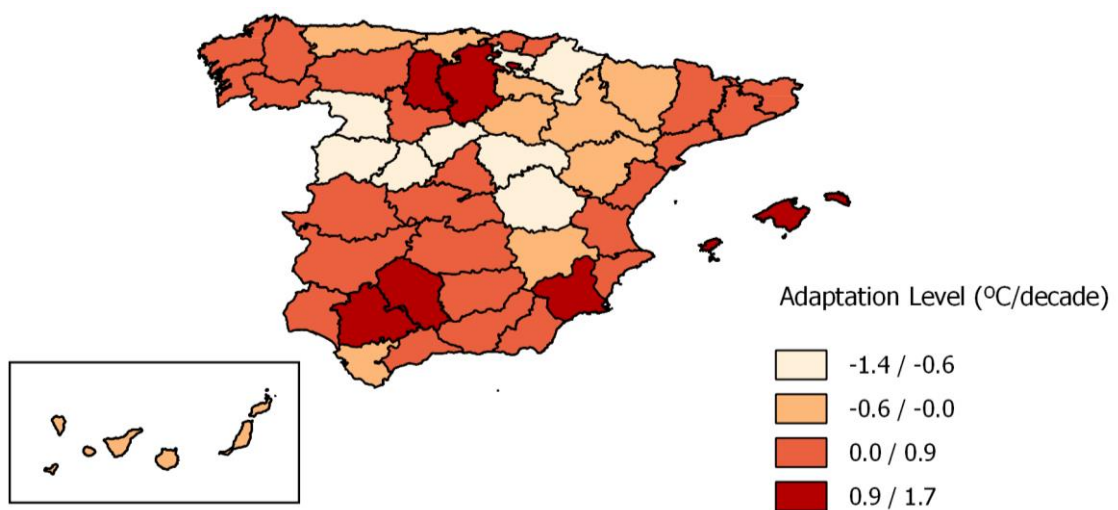 Adaptation Level (ºC/decade)
-1.4 / -0.6
-0.6 / -0.0
0.0 / 0.9
0.9 / 1.7